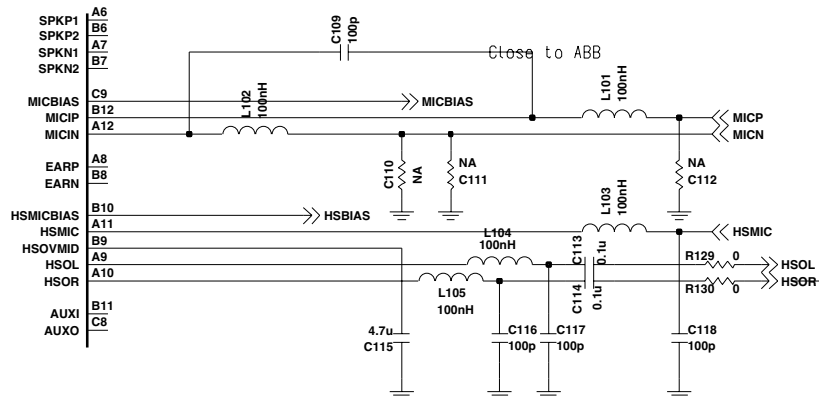 SPKP1 A6
SPKP2 B6
SPKN1 A7
SPKN2 B7
C109
100p
Close to ABB
MICBIAS C9
MICBIAS
MICIP B12
MICIN A12
L102
100nH
L101
100nH
MICP
MICN
C110
NA
NA
C111
NA
C112
EARP A8
EARN B8
HSMICBIAS B10
HSBIAS
HSMIC A11
L103
100nH
HSMIC
HSOVMID B9
HSOL A9
HSOR A10
L104
100nH
L105
100nH
C113
0.1u
C114
0.1u
R129 0
HSOL
R130 0
HSOR
AUXI B11
AUXO C8
4.7u
C115
C116
100p
C117
100p
C118
100p